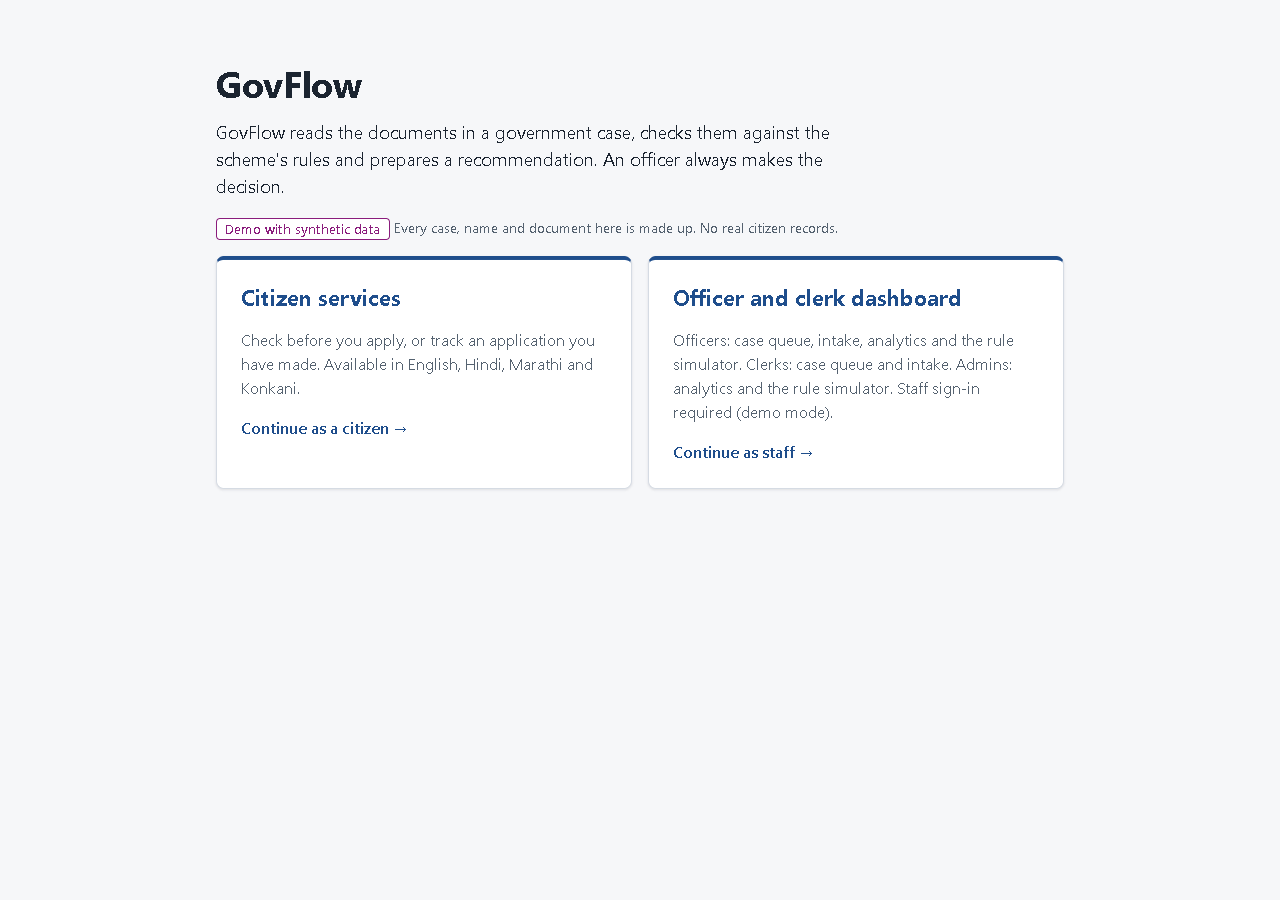 GovFlow
GovFlow reads the documents in a government case, checks them against the
scheme's rules and prepares a recommendation. An officer always makes the
decision.
Demo with synthetic data Every case, name and document here is made up. No real citizen records.
Citizen services
Check before you apply, or track an application you
have made. Available in English, Hindi, Marathi and
Konkani.
Continue as a citizen →
Officer and clerk dashboard
Officers: case queue, intake, analytics and the rule
simulator. Clerks: case queue and intake. Admins:
analytics and the rule simulator. Staff sign-in
required (demo mode).
Continue as staff →